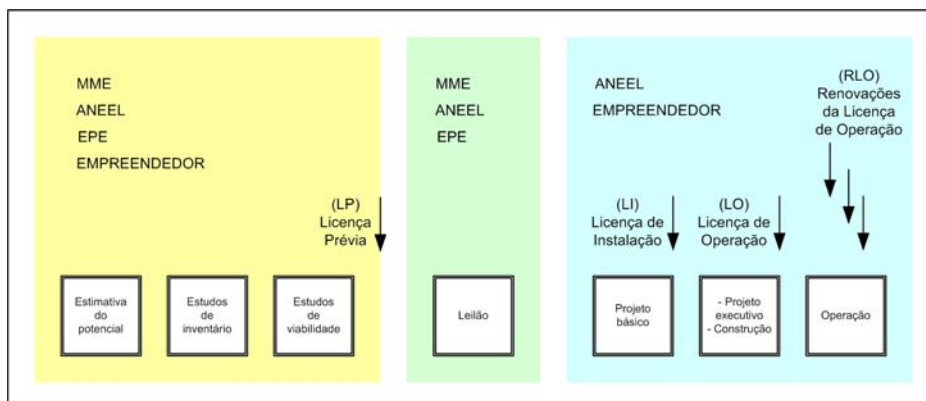 MME
ANEEL
EPE
EMPREENDEDOR
(LP)
Licença
Prévia
Estimativa
do
potencial
Estudos
de
inventário
Estudos
de
viabilidade
MME
ANEEL
EPE
Leilão
ANEEL
EMPREENDEDOR
(RLO)
Renovações
da Licença
de Operação
(LI)
Licença de
Instalação
(LO)
Licença de
Operação
Projeto
básico
- Projeto
executivo
- Construção
Operação